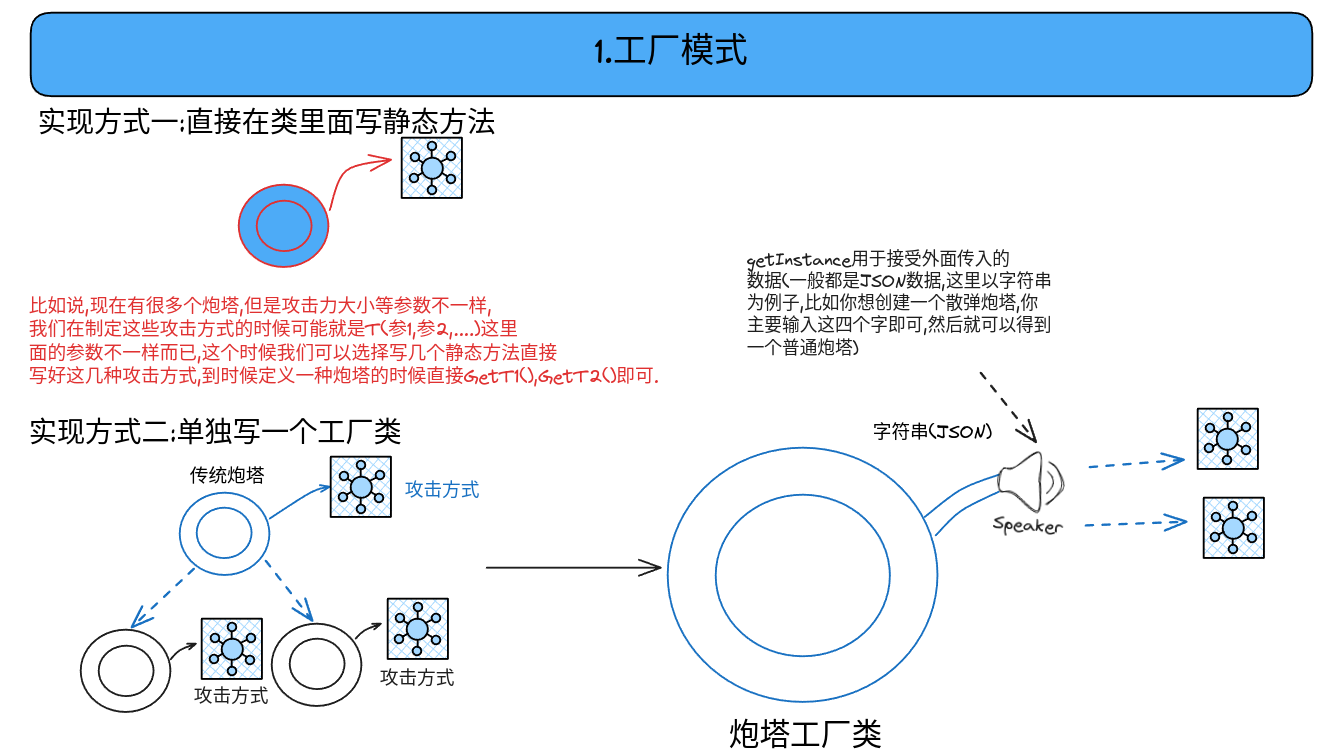 1.工厂模式
实现方式一:直接在类里面写静态方法
比如说,现在有很多个炮塔,但是攻击力大小等参数不一样,
我们在制定这些攻击方式的时候可能就是T(参1,参2,....)这里
面的参数不一样而已,这个时候我们可以选择写几个静态方法直接
写好这几种攻击方式,到时候定义一种炮塔的时候直接GetT1(),GetT2()即可.
getInstance用于接受外面传入的
数据(一般都是JSON数据,这里以字符串
为例子,比如你想创建一个散弹炮塔,你
主要输入这四个字即可,然后就可以得到
一个普通炮塔)
实现方式二:单独写一个工厂类
传统炮塔
攻击方式
攻击方式
攻击方式
字符串(JSON)
Speaker
炮塔工厂类